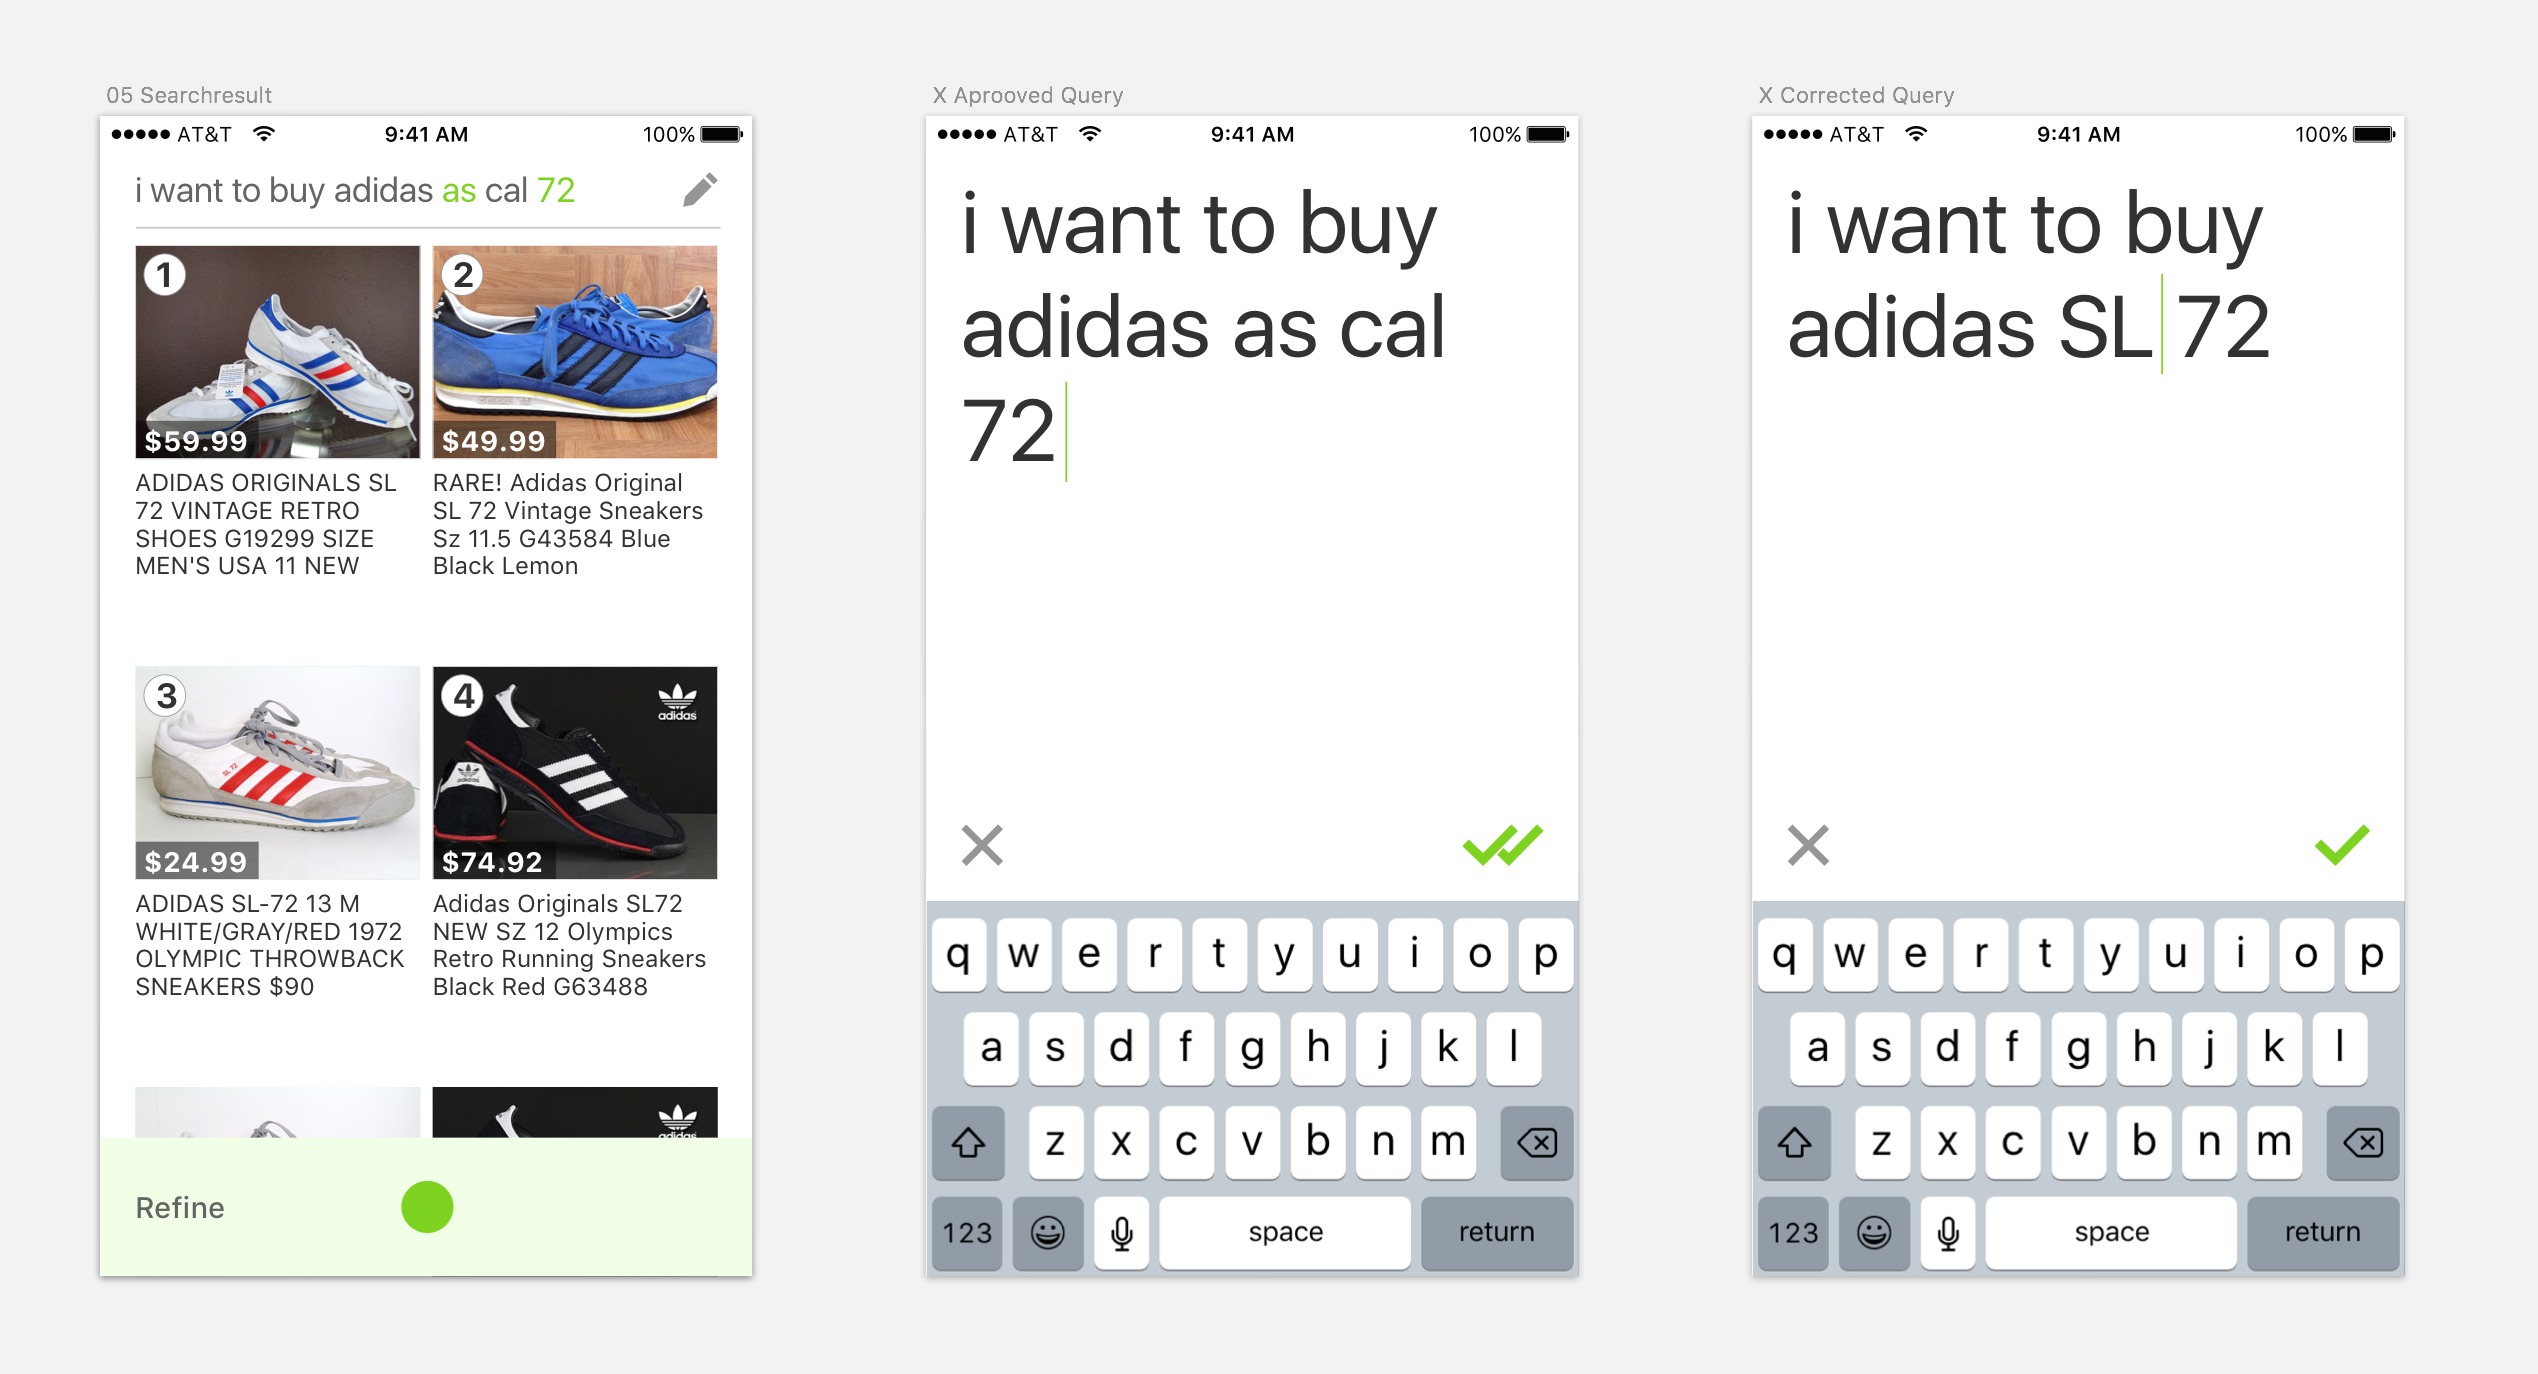 05 Searchresult
AT&T 9:41 AM 100%
i want to buy adidas as cal 72
1
$59.99
ADIDAS ORIGINALS SL
72 VINTAGE RETRO
SHOES G19299 SIZE
MEN'S USA 11 NEW
2
$49.99
RARE! Adidas Original
SL 72 Vintage Sneakers
Sz 11.5 G43584 Blue
Black Lemon
3
SL 72
$24.99
ADIDAS SL-72 13 M
WHITE/GRAY/RED 1972
OLYMPIC THROWBACK
SNEAKERS $90
4
adidas
$74.92
Adidas Originals SL72
NEW SZ 12 Olympics
Retro Running Sneakers
Black Red G63488
adidas
Refine
X Aprooved Query
AT&T 9:41 AM 100%
i want to buy
adidas as cal
72
q w e r t y u i o p
a s d f g h j k l
z x c v b n m
123 space return
X Corrected Query
AT&T 9:41 AM 100%
i want to buy
adidas SL 72
q w e r t y u i o p
a s d f g h j k l
z x c v b n m
123 space return